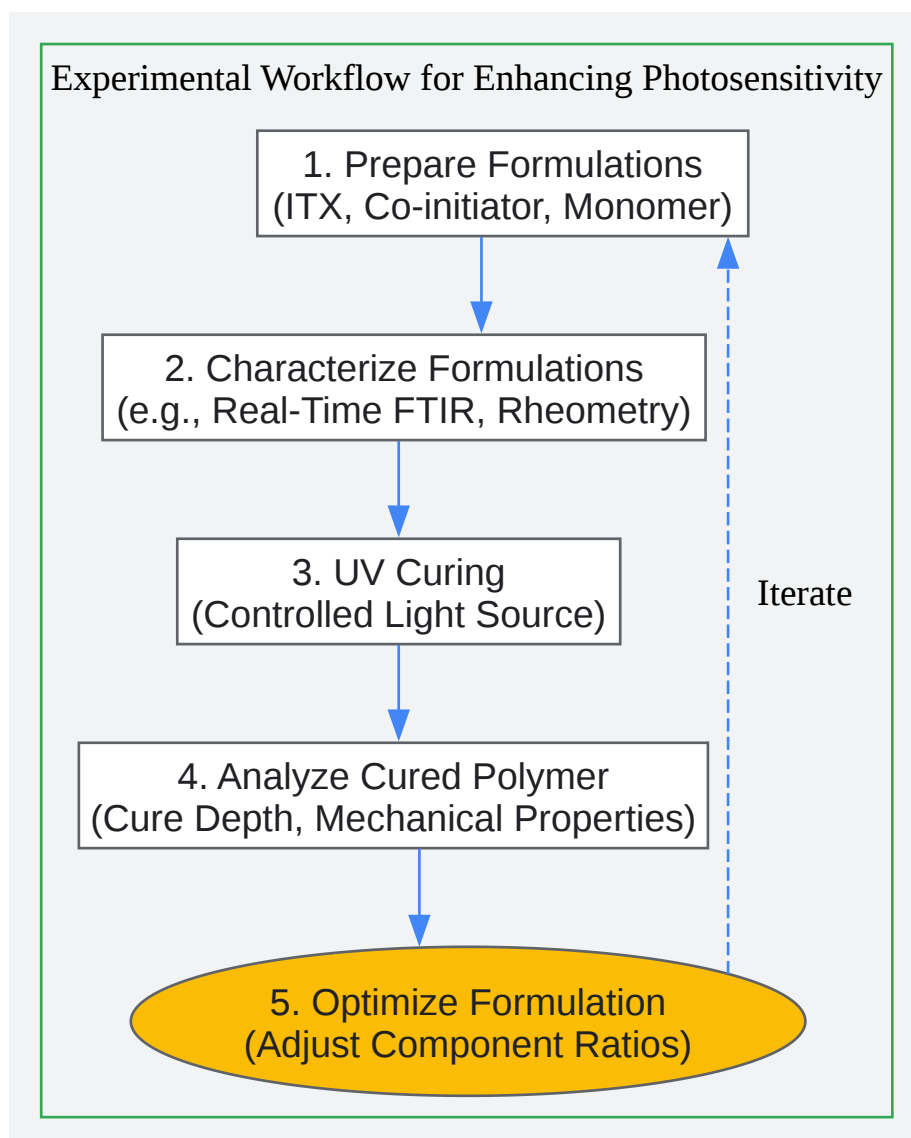 Experimental Workflow for Enhancing Photosensitivity
1. Prepare Formulations
(ITX, Co-initiator, Monomer)
2. Characterize Formulations
(e.g., Real-Time FTIR, Rheometry)
3. UV Curing
(Controlled Light Source)
Iterate
4. Analyze Cured Polymer
(Cure Depth, Mechanical Properties)
5. Optimize Formulation
(Adjust Component Ratios)